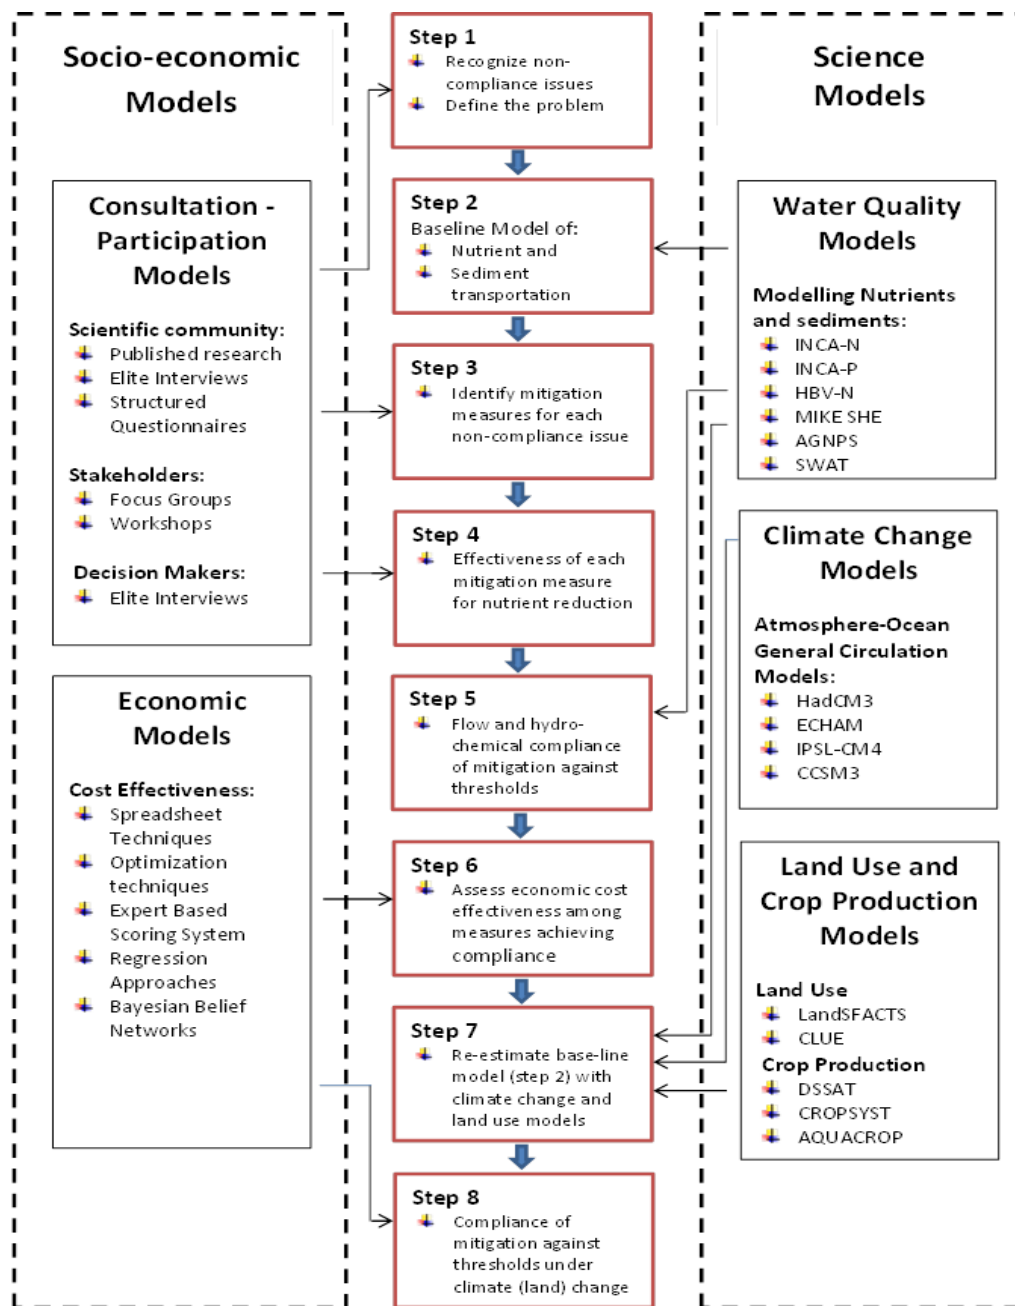 Socio-economic
Models
Consultation -
Participation
Models
Scientific community:
Published research
Elite Interviews
Structured
Questionnaires
Stakeholders:
Focus Groups
Workshops
Decision Makers:
Elite Interviews
Economic
Models
Cost Effectiveness:
Spreadsheet
Techniques
Optimization
techniques
Expert Based
Scoring System
Regression
Approaches
Bayesian Belief
Networks
Step 1
Recognize non-
compliance issues
Define the problem
Step 2
Baseline Model of:
Nutrient and
Sediment
transportation
Step 3
Identify mitigation
measures for each
non-compliance issue
Step 4
Effectiveness of each
mitigation measure
for nutrient reduction
Step 5
Flow and hydro-
chemical compliance
of mitigation against
thresholds
Step 6
Assess economic cost
effectiveness among
measures achieving
compliance
Step 7
Re-estimate base-line
model (step 2) with
climate change and
land use models
Step 8
Compliance of
mitigation against
thresholds under
climate (land) change
Science
Models
Water Quality
Models
Modelling Nutrients
and sediments:
INCA-N
INCA-P
HBV-N
MIKE SHE
AGNPS
SWAT
Climate Change
Models
Atmosphere-Ocean
General Circulation
Models:
HadCM3
ECHAM
IPSL-CM4
CCSM3
Land Use and
Crop Production
Models
Land Use
LandSFACTS
CLUE
Crop Production
DSSAT
CROPSYST
AQUACROP